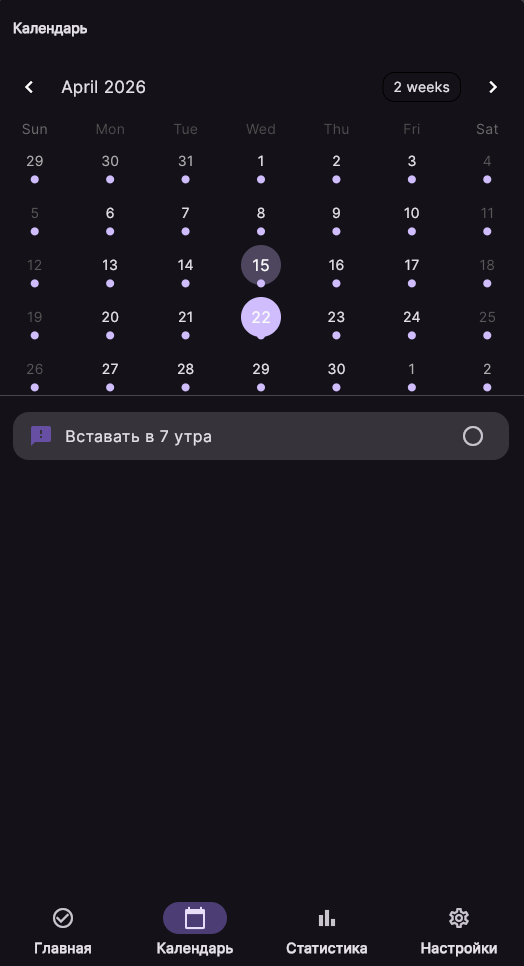 Календарь
April 2026 2 weeks
Sun Mon Tue Wed Thu Fri Sat
29 30 31 1 2 3 4
5 6 7 8 9 10 11
12 13 14 15 16 17 18
19 20 21 22 23 24 25
26 27 28 29 30 1 2
Вставать в 7 утра
Главная Календарь Статистика Настройки